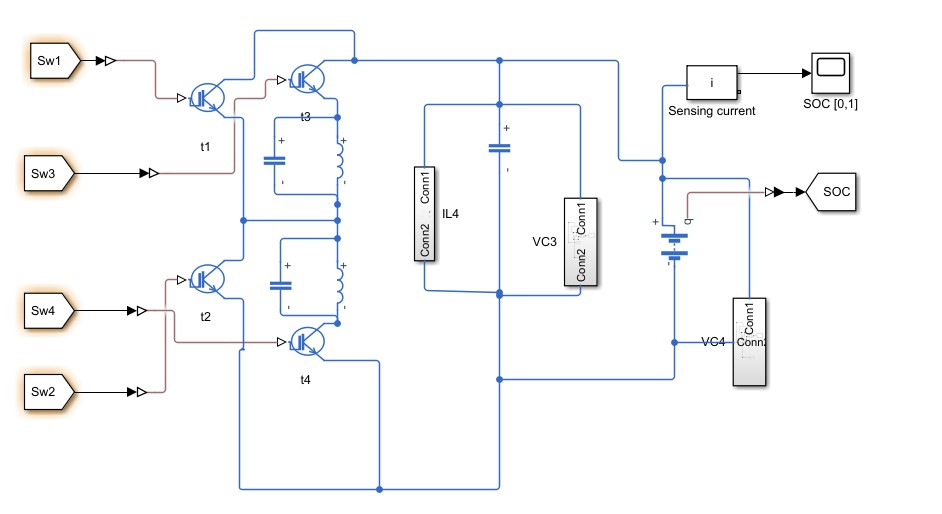 Sw1
i
Sensing current
SOC [0,1]
t3
t1
Sw3
Conn1
Conn2
IL4
SOC
+
-
+
-
+
-
q
+
-
VC3
Conn1
Conn2
+
-
+
-
Sw4
t2
VC4
Conn1
Conn2
t4
Sw2